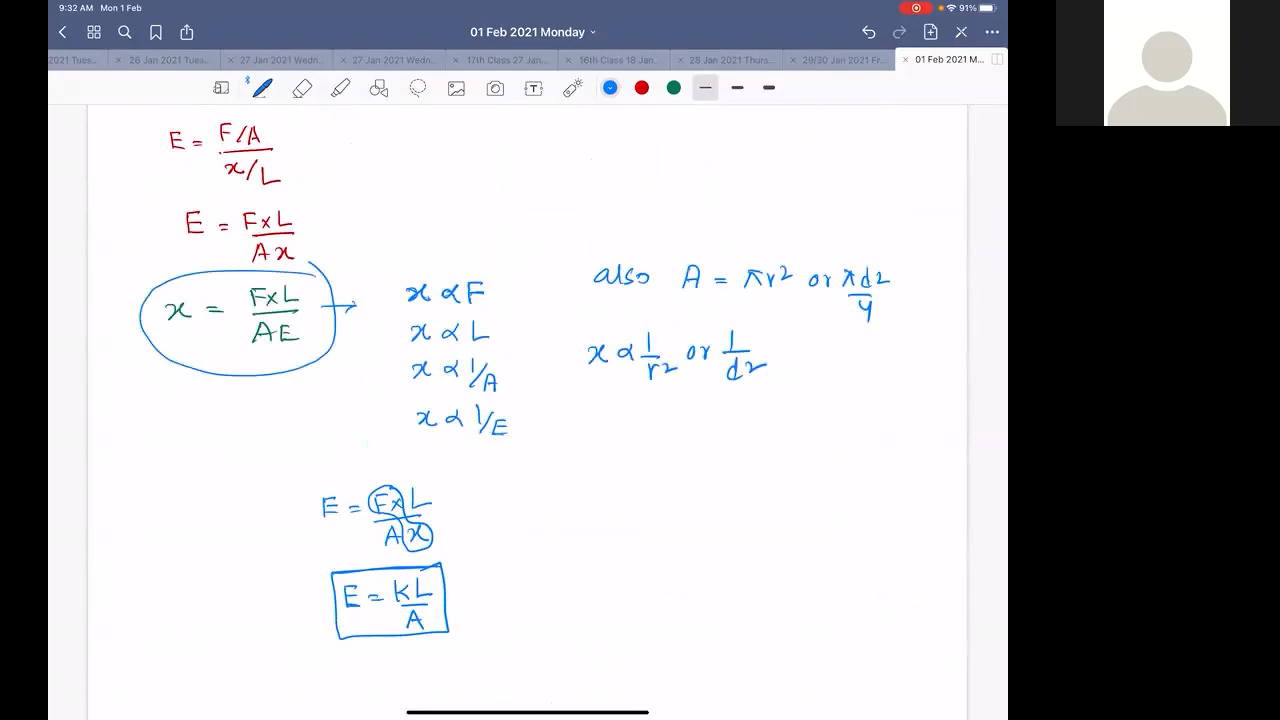 9:32 AM Mon 1 Feb
91%
01 Feb 2021 Monday
2021 Tues...
26 Jan 2021 Tues...
27 Jan 2021 Wedn...
27 Jan 2021 Wedn...
17th Class 27 Jan...
16th Class 18 Jan...
28 Jan 2021 Thurs...
29/30 Jan 2021 Fr...
01 Feb 2021 M...
E = (F/A)/(x/L)
E = (F×L)/(Ax)
x = (F×L)/(AE) →
x ∝ F
x ∝ L
x ∝ 1/A
x ∝ 1/E
also A = πr² or πd²/4
x ∝ 1/r² or 1/d²
E = (F×L)/(Ax)
E = KL/A